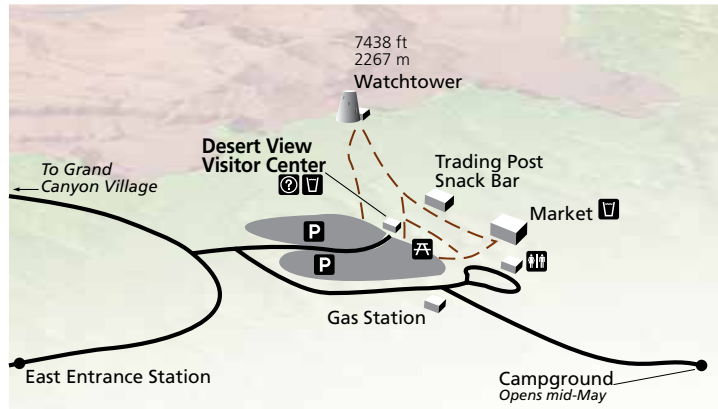 7438 ft
2267 m
Watchtower
Desert View
Visitor Center
?
To Grand
Canyon Village
Trading Post
Snack Bar
Market
P
P
Gas Station
East Entrance Station
Campground
Opens mid-May